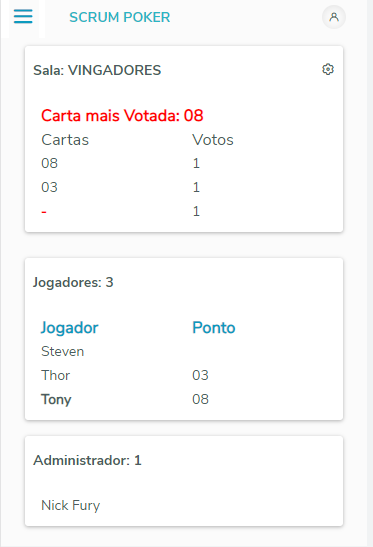 SCRUM POKER
Sala: VINGADORES
Carta mais Votada: 08
Cartas Votos
08 1
03 1
- 1
Jogadores: 3
Jogador Ponto
Steven
Thor 03
Tony 08
Administrador: 1
Nick Fury